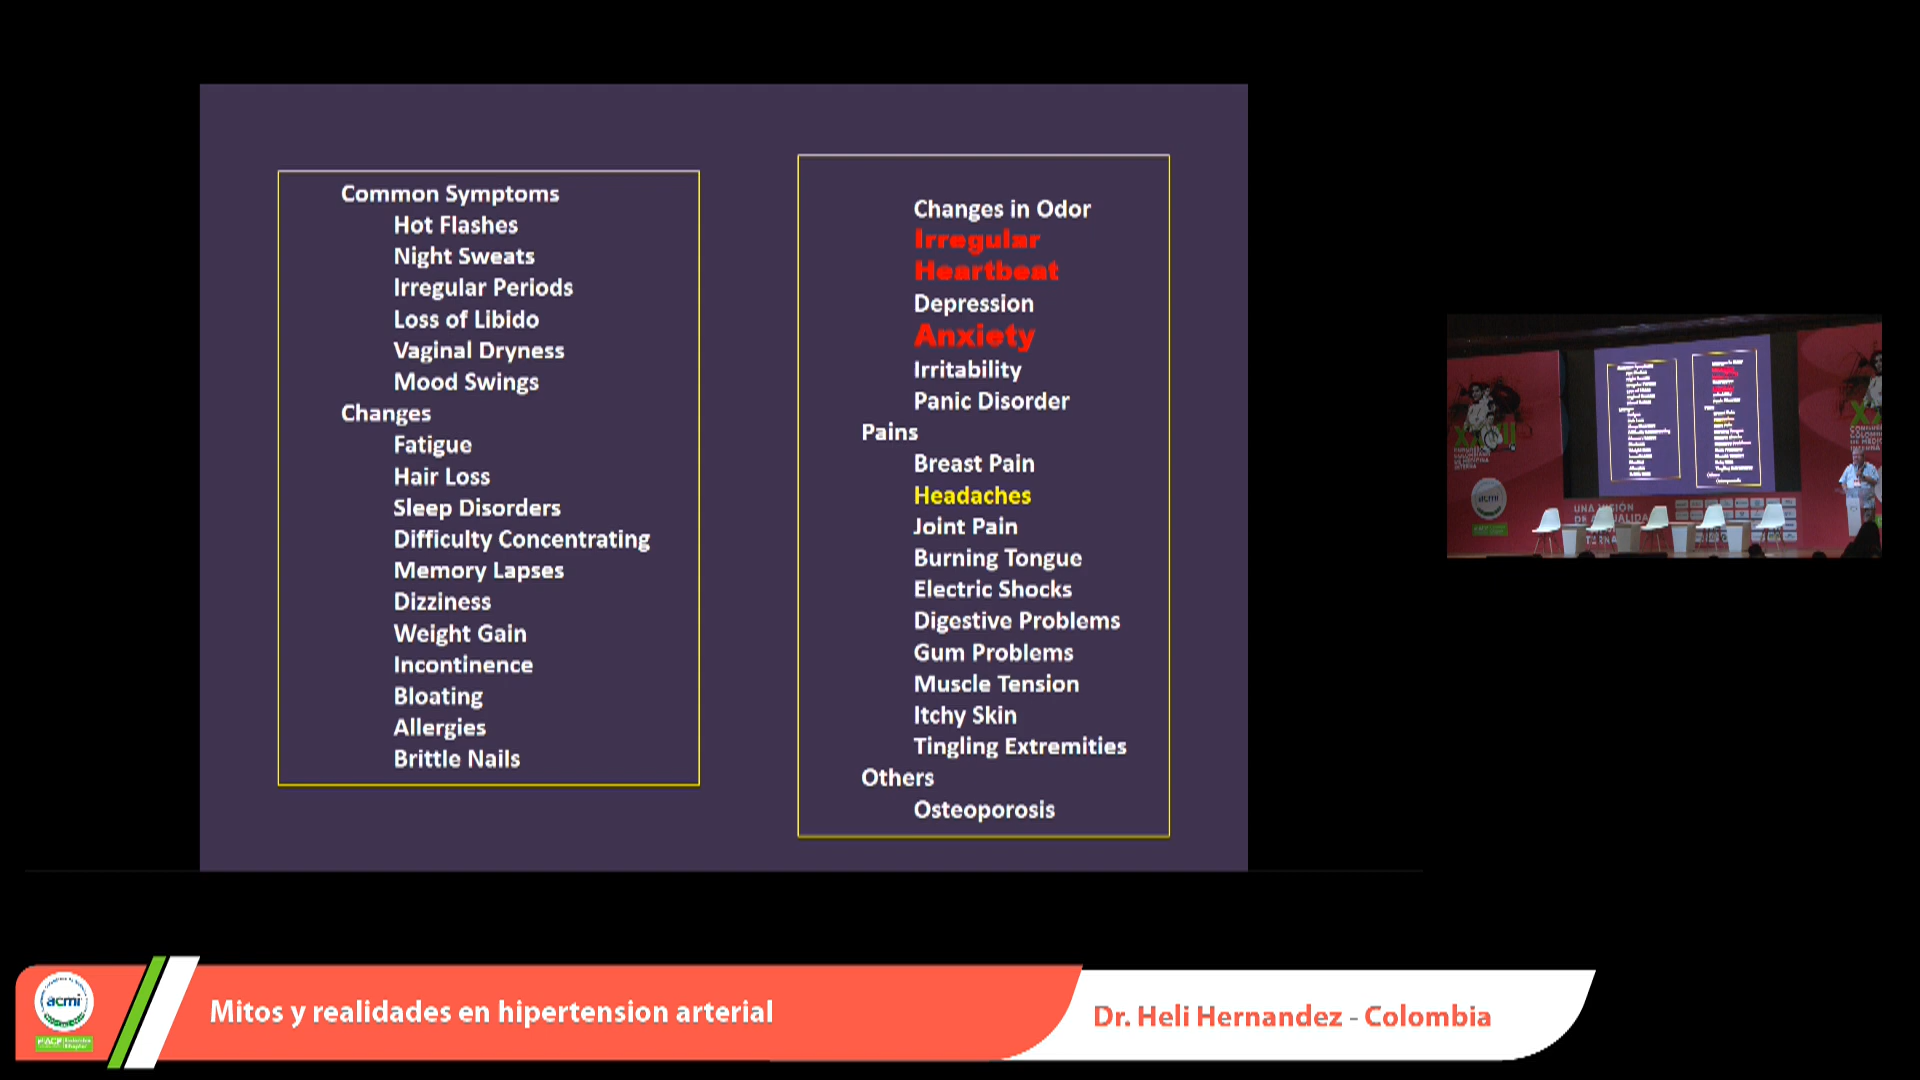 Common Symptoms
Hot Flashes
Night Sweats
Irregular Periods
Loss of Libido
Vaginal Dryness
Mood Swings
Changes
Fatigue
Hair Loss
Sleep Disorders
Difficulty Concentrating
Memory Lapses
Dizziness
Weight Gain
Incontinence
Bloating
Allergies
Brittle Nails
Changes in Odor
Irregular
Heartbeat
Depression
Anxiety
Irritability
Panic Disorder
Pains
Breast Pain
Headaches
Joint Pain
Burning Tongue
Electric Shocks
Digestive Problems
Gum Problems
Muscle Tension
Itchy Skin
Tingling Extremities
Others
Osteoporosis
acmi
UNA VISIÓN
acmi
Mitos y realidades en hipertension arterial
Dr. Heli Hernandez - Colombia